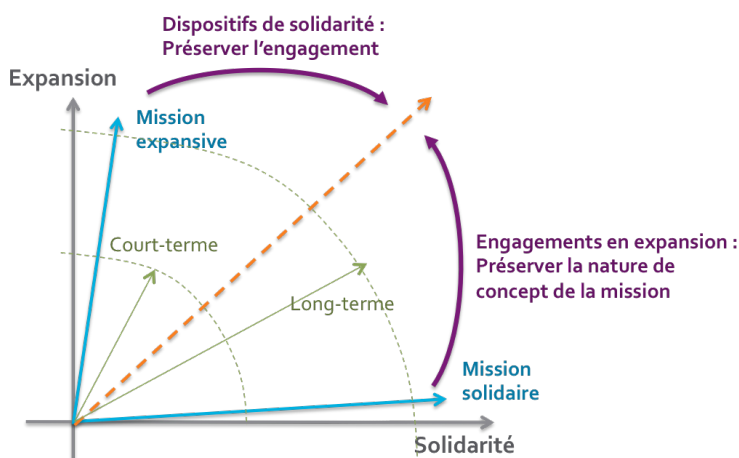 Dispositifs de solidarité :
Préserver l’engagement
Expansion
Mission
expansive
Court-terme
Long-terme
Engagements en expansion :
Préserver la nature de
concept de la mission
Mission
solidaire
Solidarité